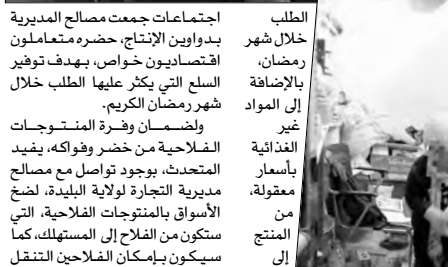 اجتماعات جمعت مصالح المديرية
بدواوين الإنتاج، حضره متعاملون
اقتصاديون خواص، بهدف توفير
السلع التي يكثر عليها الطلب خلال
شهر رمضان الكريم.
ولضمان وفرة المنتوجات
الفلاحية من خضر وفواكه، يفيد
المتحدث، بوجود تواصل مع مصالح
مديرية التجارة لولاية البليدة، لضخ
الأسواق بالمنتوجات الفلاحية، التي
ستكون من الفلاح إلى المستهلك، كما
سيكون بإمكان الفلاحين التنقل
الطلب
خلال شهر
رمضان،
بالإضافة
إلى المواد
غير
الغذائية
بأسعار
معقولة،
من
المنتج
إلى